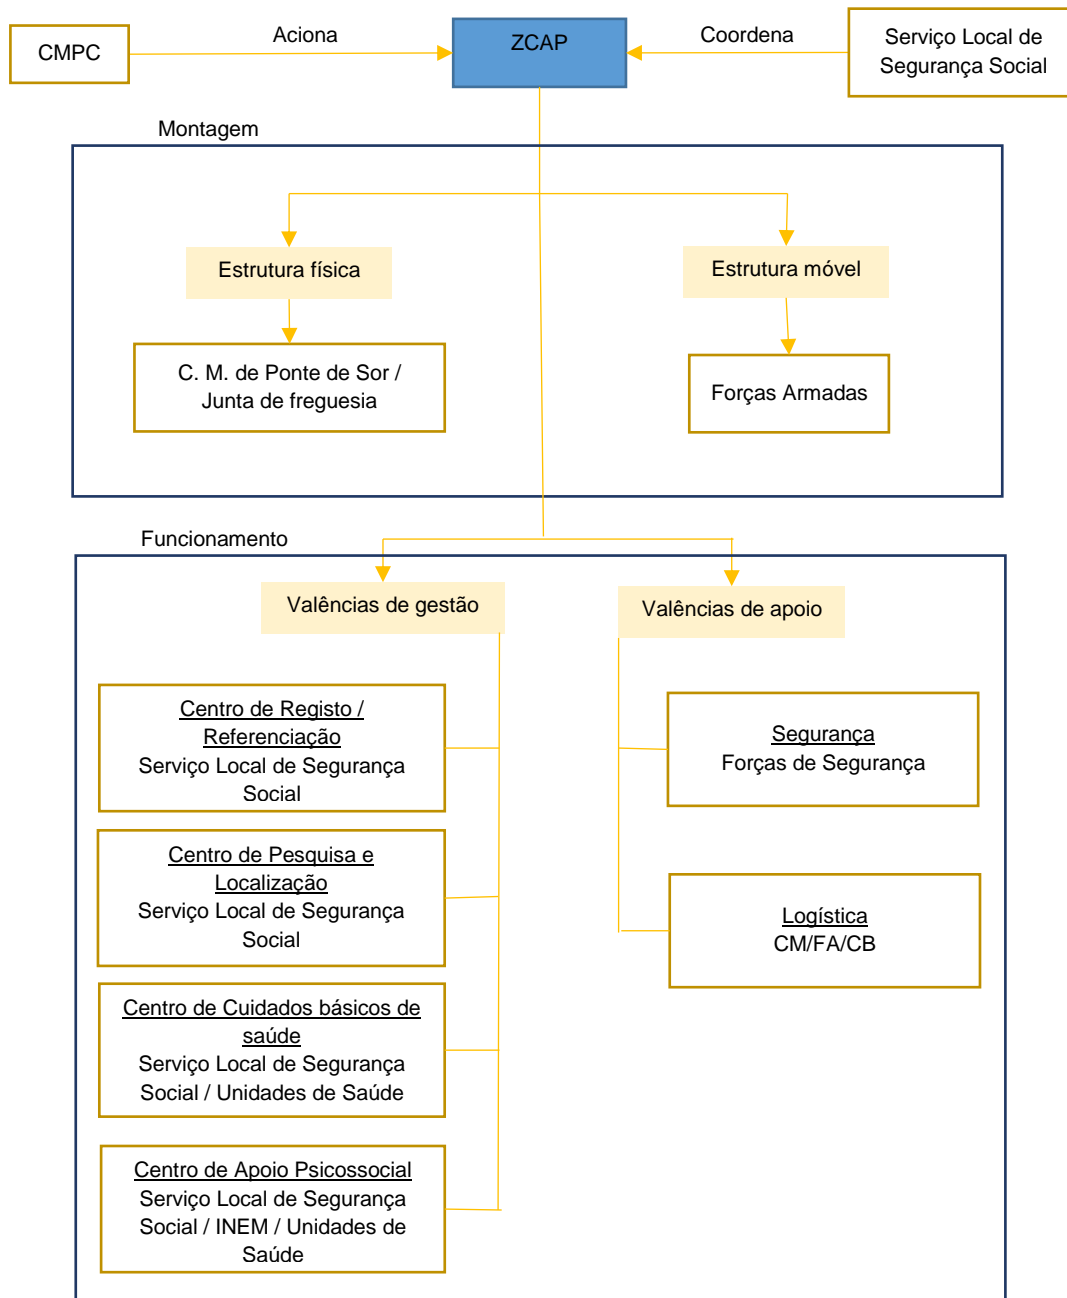 CMPC
Aciona
ZCAP
Coordena
Serviço Local de
Segurança Social
Montagem
Estrutura física
Estrutura móvel
C. M. de Ponte de Sor /
Junta de freguesia
Forças Armadas
Funcionamento
Valências de gestão
Valências de apoio
Centro de Registo /
Referenciação
Serviço Local de Segurança
Social
Centro de Pesquisa e
Localização
Serviço Local de Segurança
Social
Centro de Cuidados básicos de
saúde
Serviço Local de Segurança
Social / Unidades de Saúde
Centro de Apoio Psicossocial
Serviço Local de Segurança
Social / INEM / Unidades de
Saúde
Segurança
Forças de Segurança
Logística
CM/FA/CB